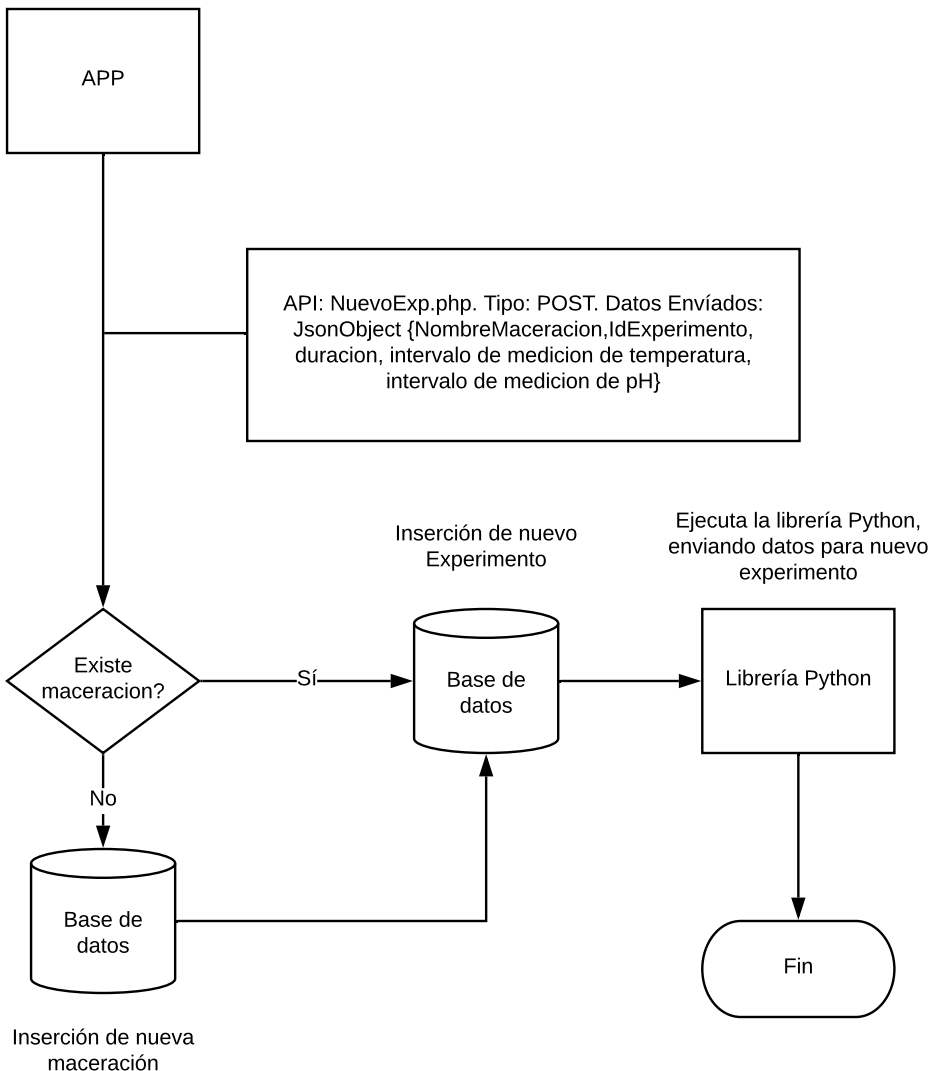 APP
API: NuevoExp.php. Tipo: POST. Datos Envíados:
JsonObject {NombreMaceracion,IdExperimento,
duracion, intervalo de medicion de temperatura,
intervalo de medicion de pH}
Inserción de nuevo
Experimento
Ejecuta la librería Python,
enviando datos para nuevo
experimento
Existe
maceracion?
Sí
Base de
datos
Librería Python
No
Base de
datos
Fin
Inserción de nueva
maceración